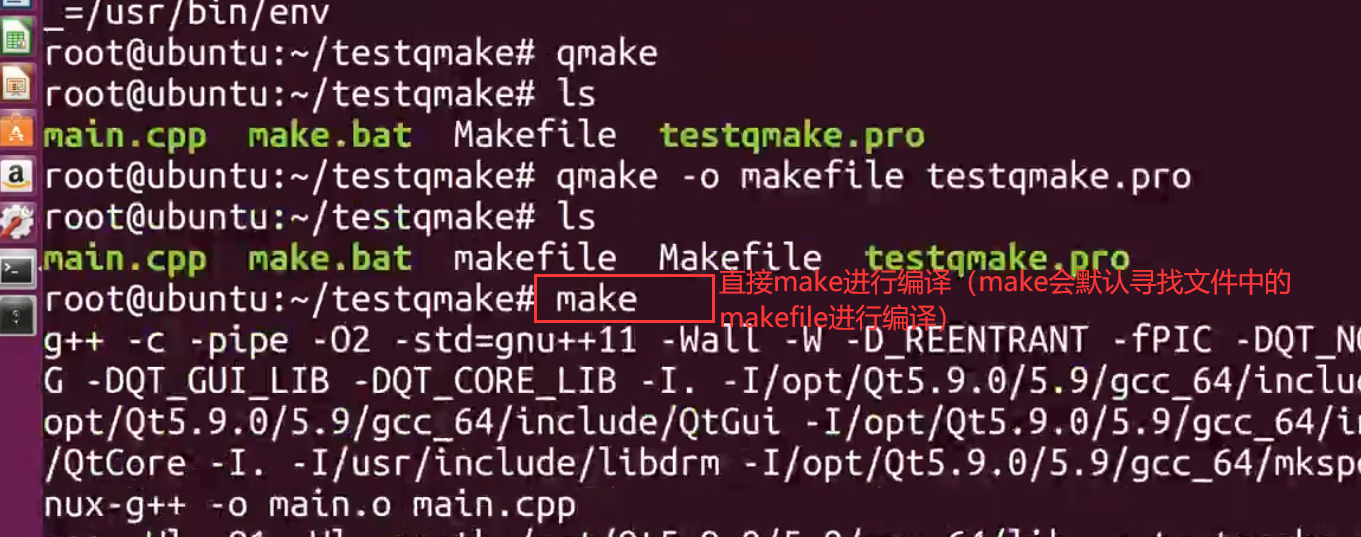 _=/usr/bin/env
root@ubuntu:~/testqmake# qmake
root@ubuntu:~/testqmake# ls
main.cpp  make.bat  Makefile  testqmake.pro
root@ubuntu:~/testqmake# qmake -o makefile testqmake.pro
root@ubuntu:~/testqmake# ls
main.cpp  make.bat  makefile  Makefile  testqmake.pro
root@ubuntu:~/testqmake# make
直接make进行编译（make会默认寻找文件中的
makefile进行编译）
g++ -c -pipe -O2 -std=gnu++11 -Wall -W -D_REENTRANT -fPIC -DQT_NO
G -DQT_GUI_LIB -DQT_CORE_LIB -I. -I/opt/Qt5.9.0/5.9/gcc_64/inclu
opt/Qt5.9.0/5.9/gcc_64/include/QtGui -I/opt/Qt5.9.0/5.9/gcc_64/i
/QtCore -I. -I/usr/include/libdrm -I/opt/Qt5.9.0/5.9/gcc_64/mksp
nux-g++ -o main.o main.cpp